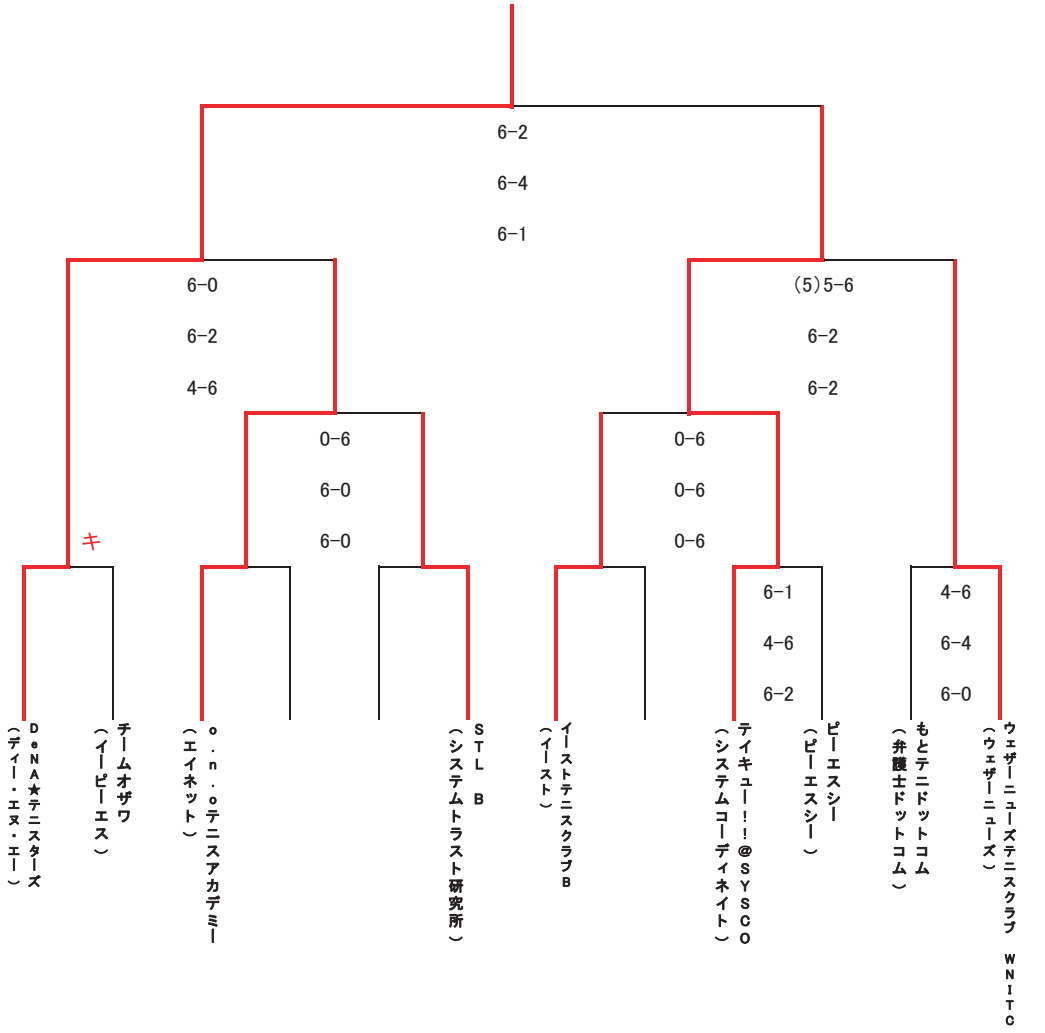 6-2
6-4
6-1
6-0
6-2
4-6
(5)5-6
6-2
6-2
0-6
6-0
6-0
0-6
0-6
0-6
キ
6-1
4-6
6-2
4-6
6-4
6-0
DeNA★テニスターズ
(ディー・エヌ・エー)
チームオザワ
(イーピーエス)
o.n.oテニスアカデミー
(エイネット)
STL B
(システムトラスト研究所)
イーストテニスクラブB
(イースト)
テイキュー!!@SYSCO
(システムコーディネイト)
ピーエスシー
(ピーエスシー)
もとテニドットコム
(弁護士ドットコム)
ウェザーニューズテニスクラブ WNITC
(ウェザーニューズ)